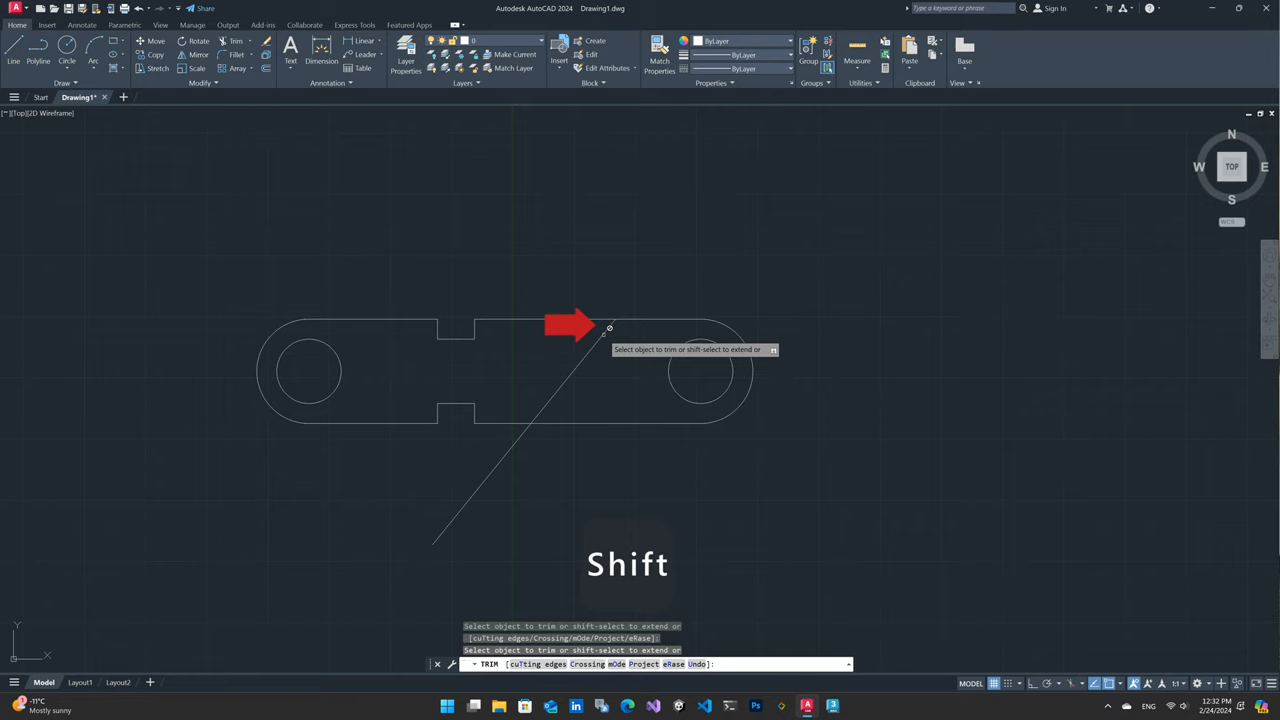 Share
Autodesk AutoCAD 2024 Drawing1.dwg
Type a keyword or phrase
Sign In
Home Insert Annotate Parametric View Manage Output Add-ins Collaborate Express Tools Featured Apps
Line Polyline Circle Arc
Move Rotate Trim
Copy Mirror Fillet
Stretch Scale Array
Text Dimension
Linear
Leader
Table
Layer Properties
0
Make Current
Match Layer
Insert
Create
Edit
Edit Attributes
Match Properties
ByLayer
ByLayer
ByLayer
Group
Measure
Paste
Base
Draw Modify Annotation Layers Block Properties Groups Utilities Clipboard View
Start Drawing1*
[−][Top][2D Wireframe]
N
W TOP E
S
WCS
Select object to trim or shift-select to extend or
Shift
Select object to trim or shift-select to extend or
[cuTting edges/Crossing/mOde/Project/eRase]:
Select object to trim or shift-select to extend or
TRIM [cuTting edges Crossing mOde Project eRase Undo]:
Y
X
Model Layout1 Layout2
MODEL
1:1
-11°C
Mostly sunny
ENG
12:32 PM
2/24/2024